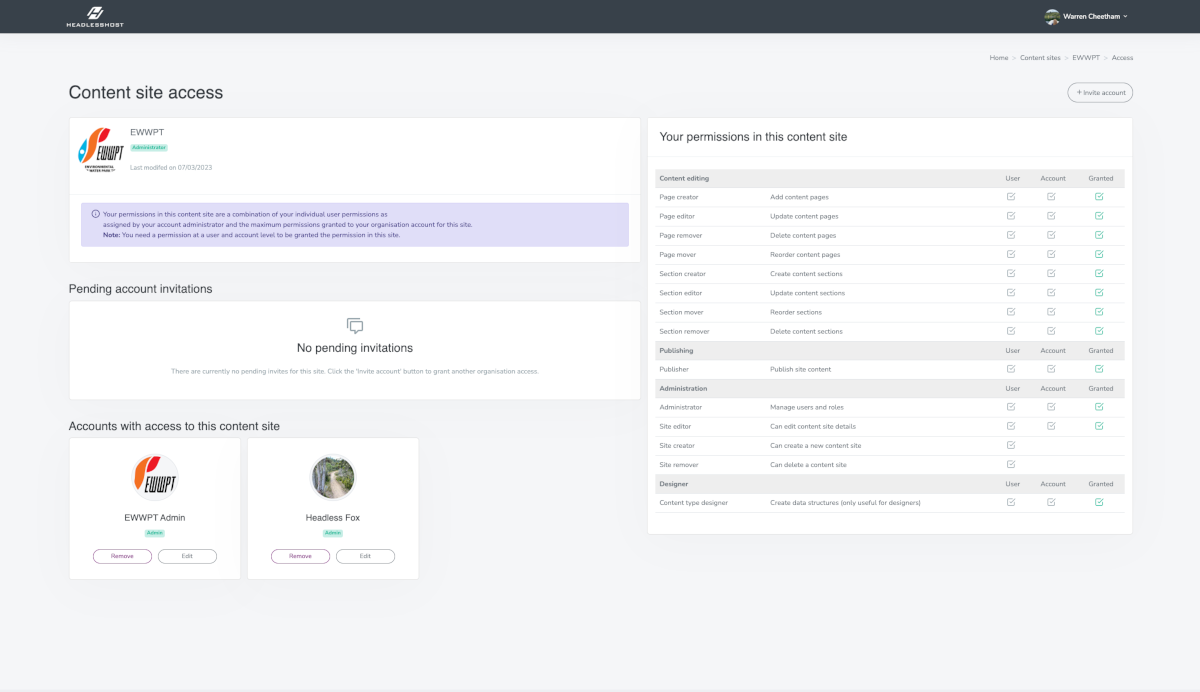 HEADLESSHOST
Warren Cheetham
Home > Content sites > EWWPT > Access
Content site access
+ Invite account
EWWPT
EWWPT
ENVIRONMENTAL
WATER PARK
Administrator
Last modified on 07/03/2023
Your permissions in this content site are a combination of your individual user permissions as
assigned by your account administrator and the maximum permissions granted to your organisation account for this site.
Note: You need a permission at a user and account level to be granted the permission in this site.
Pending account invitations
No pending invitations
There are currently no pending invites for this site. Click the 'Invite account' button to grant another organisation access.
Accounts with access to this content site
EWWPT
EWWPT Admin
Admin
Remove Edit
Headless Fox
Admin
Remove Edit
Your permissions in this content site
Content editing User Account Granted
Page creator Add content pages
Page editor Update content pages
Page remover Delete content pages
Page mover Reorder content pages
Section creator Create content sections
Section editor Update content sections
Section mover Reorder sections
Section remover Delete content sections
Publishing User Account Granted
Publisher Publish site content
Administration User Account Granted
Administrator Manage users and roles
Site editor Can edit content site details
Site creator Can create a new content site
Site remover Can delete a content site
Designer User Account Granted
Content type designer Create data structures (only useful for designers)